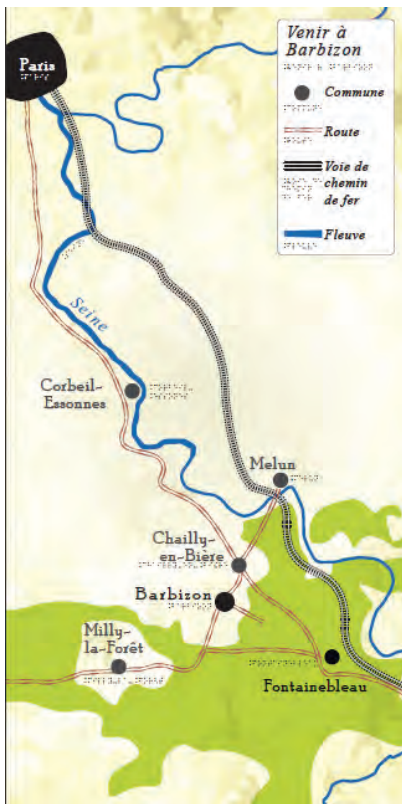 Venir à
Barbizon
Commune
Route
Voie de
chemin
de fer
Fleuve
Paris
Seine
Corbeil-
Essonnes
Melun
Chailly-
en-Bière
Barbizon
Milly-
la-Forêt
Fontainebleau